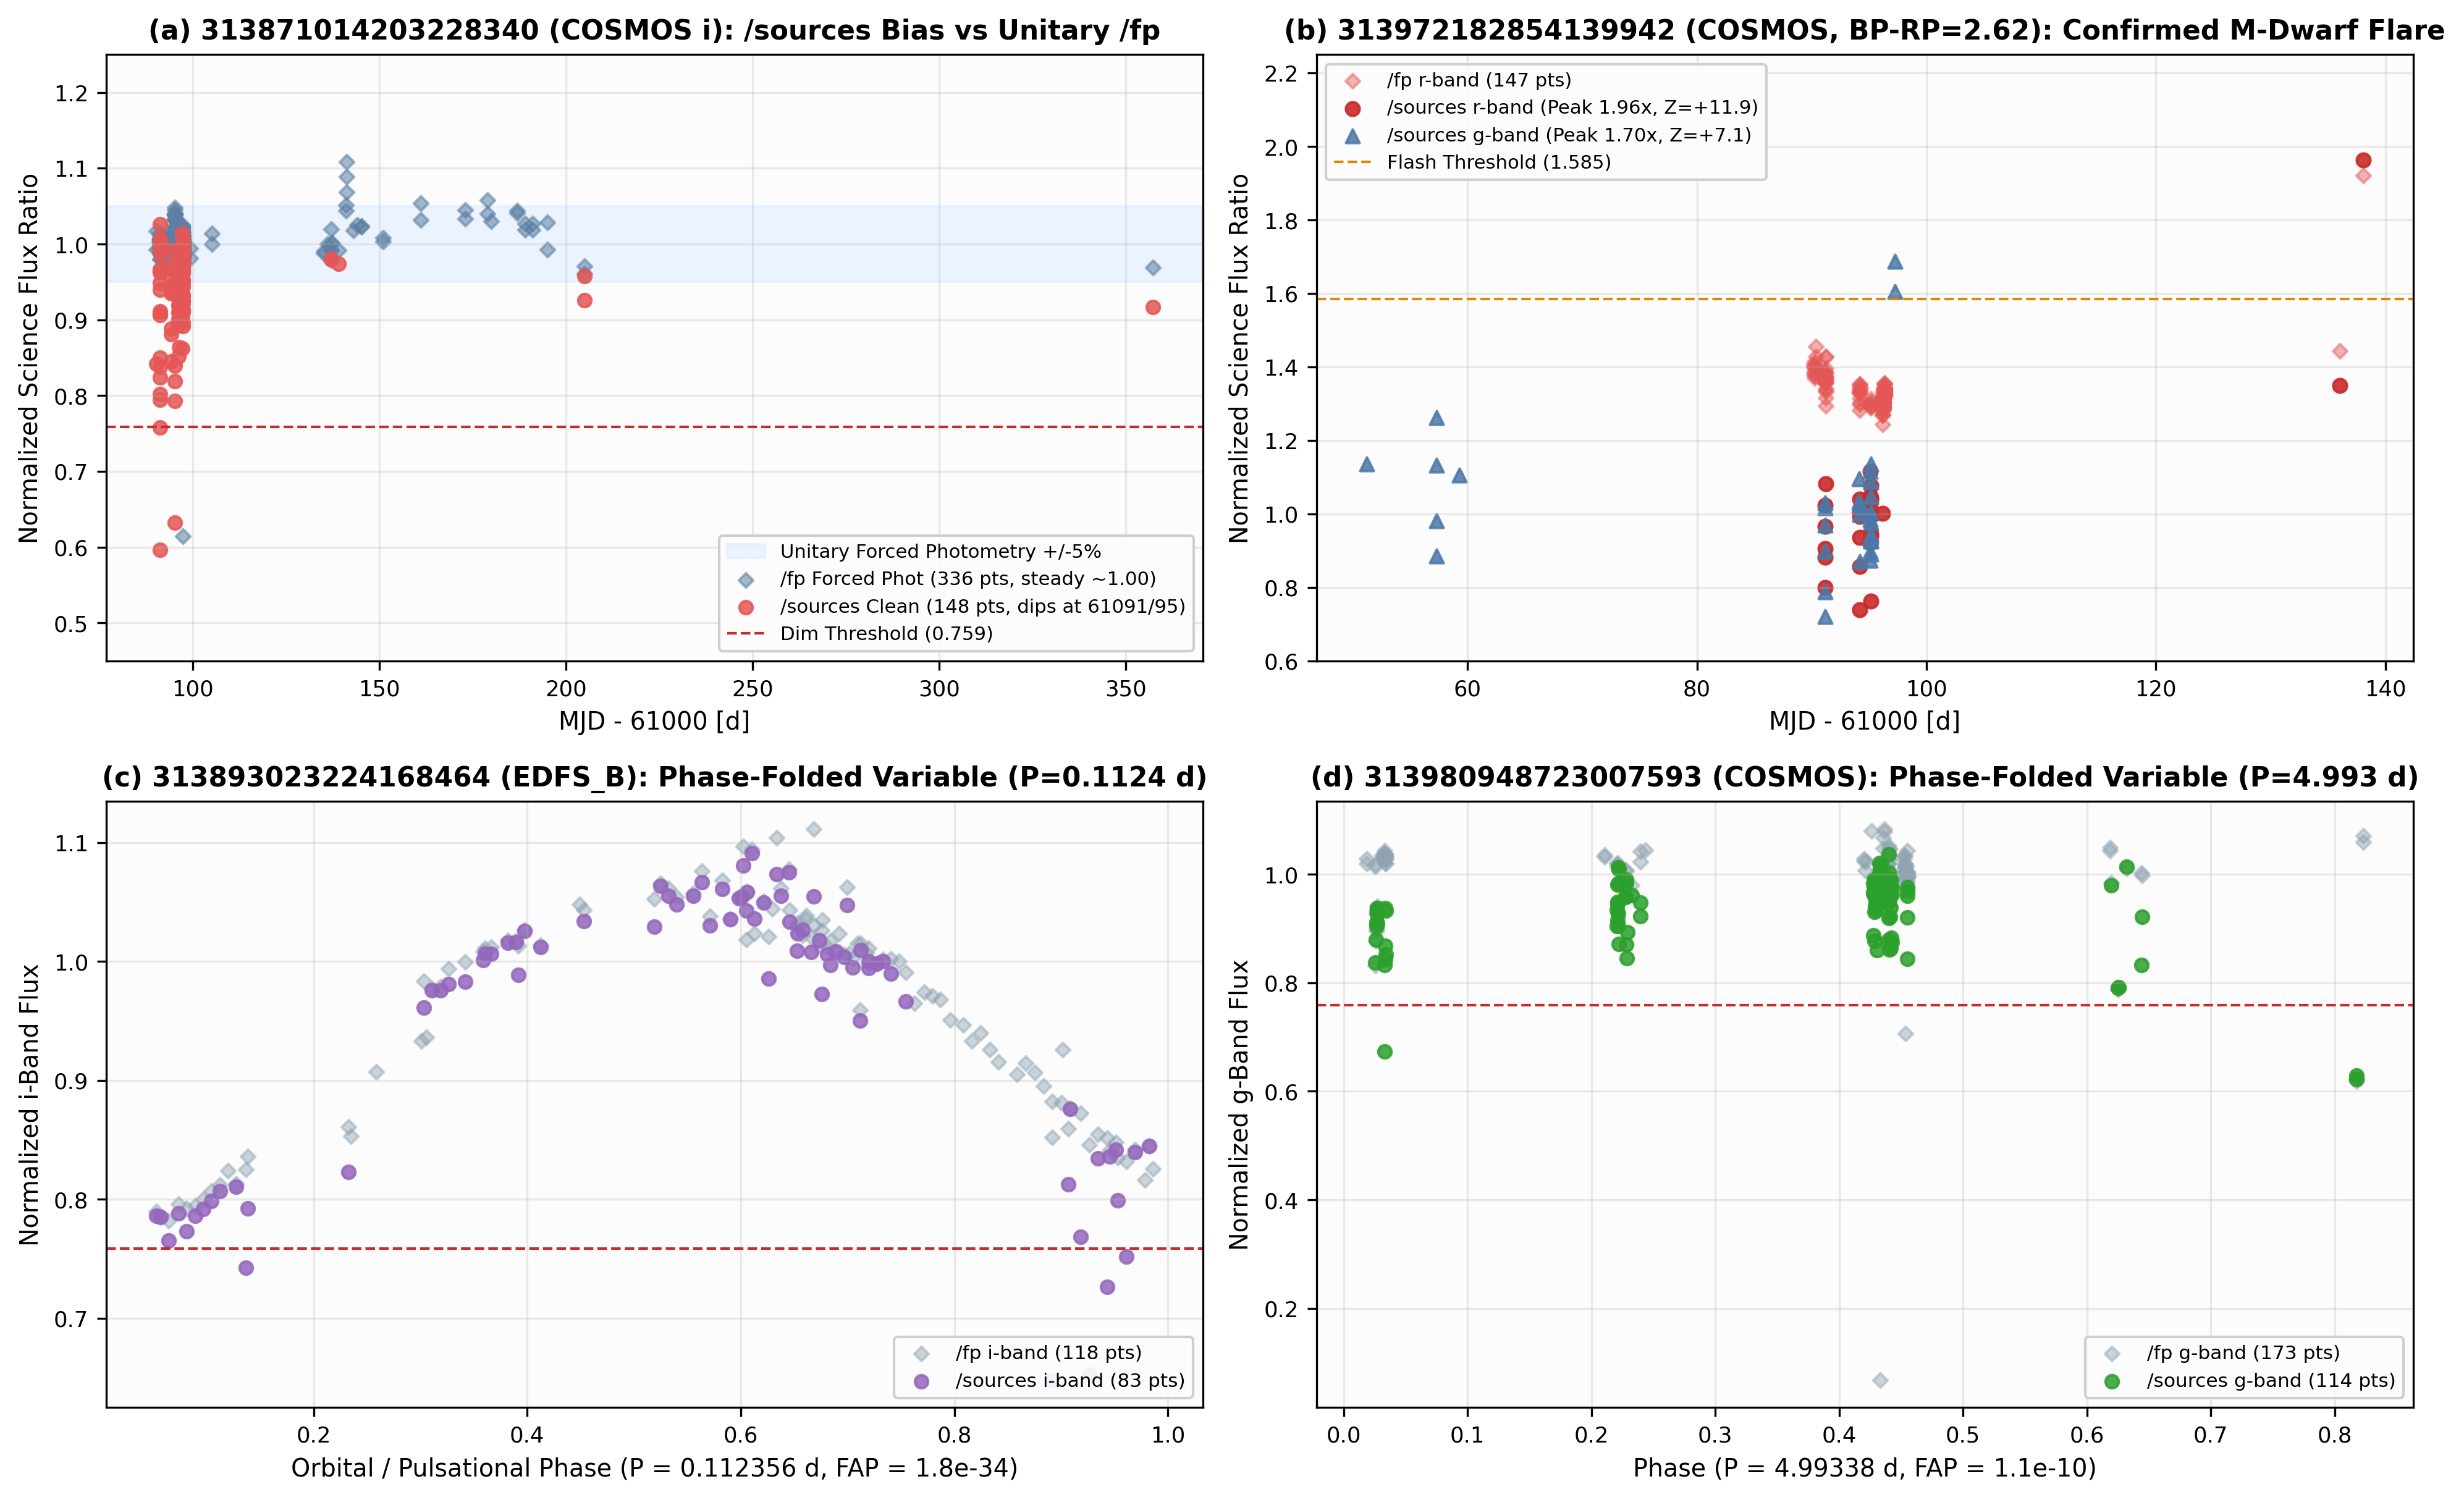 (a) 313871014203228340 (COSMOS i): /sources Bias vs Unitary /fp
Normalized Science Flux Ratio
1.2
1.1
1.0
0.9
0.8
0.7
0.6
0.5
Unitary Forced Photometry +/-5%
/fp Forced Phot (336 pts, steady ~1.00)
/sources Clean (148 pts, dips at 61091/95)
Dim Threshold (0.759)
100
150
200
250
300
350
MJD - 61000 [d]
(b) 313972182854139942 (COSMOS, BP-RP=2.62): Confirmed M-Dwarf Flare
Normalized Science Flux Ratio
2.2
2.0
1.8
1.6
1.4
1.2
1.0
0.8
0.6
/fp r-band (147 pts)
/sources r-band (Peak 1.96x, Z=+11.9)
/sources g-band (Peak 1.70x, Z=+7.1)
Flash Threshold (1.585)
60
80
100
120
140
MJD - 61000 [d]
(c) 313893023224168464 (EDFS_B): Phase-Folded Variable (P=0.1124 d)
Normalized i-Band Flux
1.1
1.0
0.9
0.8
0.7
/fp i-band (118 pts)
/sources i-band (83 pts)
0.2
0.4
0.6
0.8
1.0
Orbital / Pulsational Phase (P = 0.112356 d, FAP = 1.8e-34)
(d) 313980948723007593 (COSMOS): Phase-Folded Variable (P=4.993 d)
Normalized g-Band Flux
1.0
0.8
0.6
0.4
0.2
/fp g-band (173 pts)
/sources g-band (114 pts)
0.0
0.1
0.2
0.3
0.4
0.5
0.6
0.7
0.8
Phase (P = 4.99338 d, FAP = 1.1e-10)